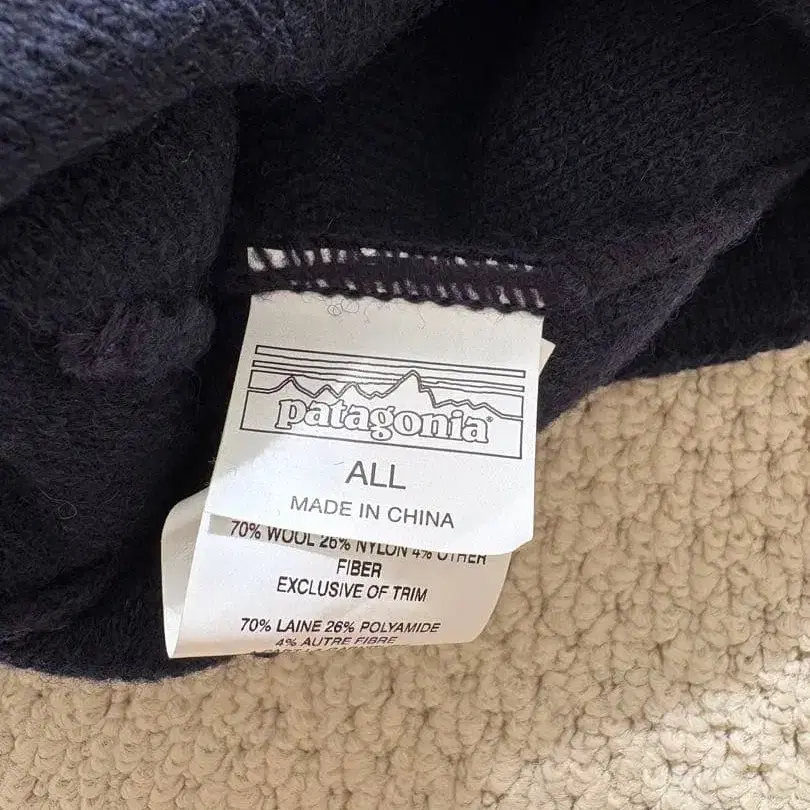 patagonia
ALL
MADE IN CHINA
70% WOOL 26% NYLON 4% OTHER
FIBER
EXCLUSIVE OF TRIM
70% LAINE 26% POLYAMIDE
4% AUTRE FIBRE